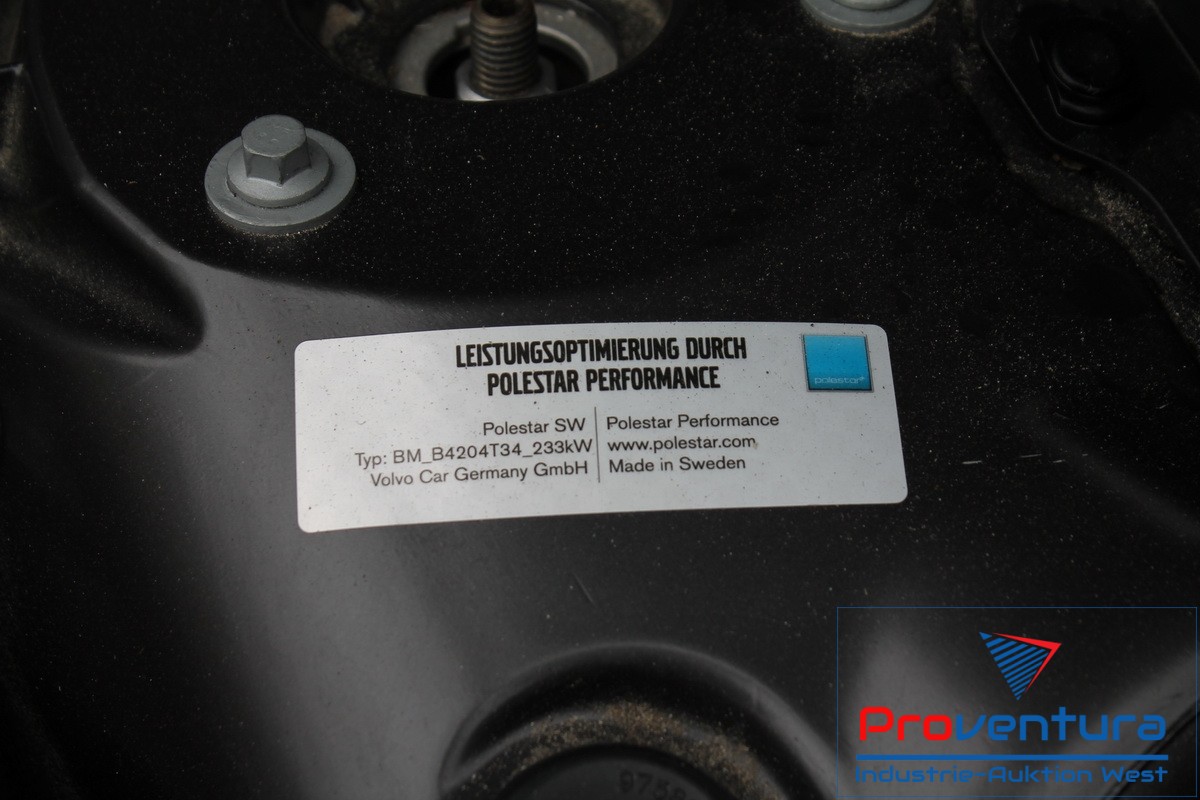 LEISTUNGSOPTIMIERUNG DURCH
POLESTAR PERFORMANCE
polestar
Polestar SW
Typ: BM_B4204T34_233kW
Volvo Car Germany GmbH
Polestar Performance
www.polestar.com
Made in Sweden
Proventura
Industrie-Auktion West